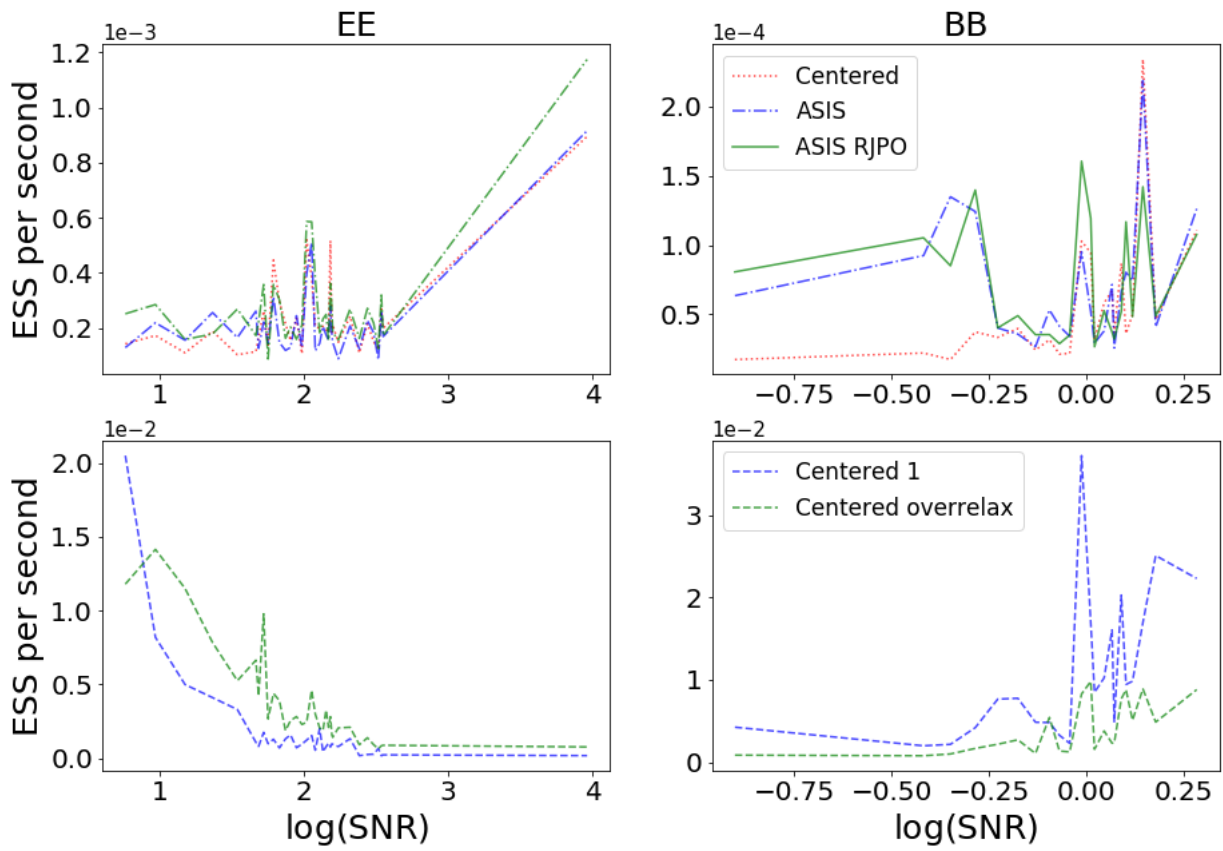 EE
BB
1e−3
1e−4
ESS per second
1.2
1.0
0.8
0.6
0.4
0.2
1
2
3
4
2.0
1.5
1.0
0.5
−0.75
−0.50
−0.25
0.00
0.25
Centered
ASIS
ASIS RJPO
1e−2
1e−2
ESS per second
2.0
1.5
1.0
0.5
0.0
1
2
3
4
log(SNR)
3
2
1
0
−0.75
−0.50
−0.25
0.00
0.25
log(SNR)
Centered 1
Centered overrelax